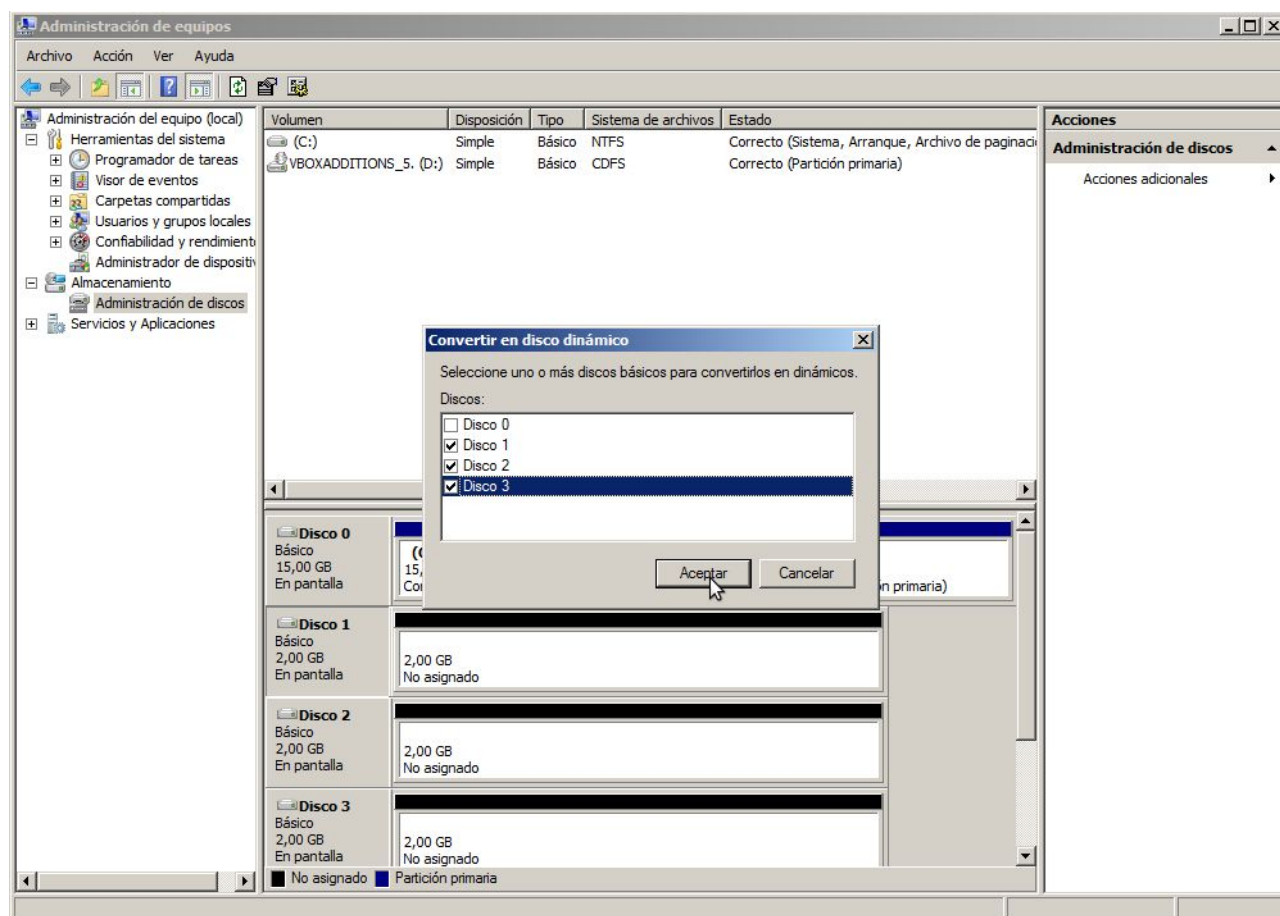 Administración de equipos
Archivo Acción Ver Ayuda
Administración del equipo (local)
Herramientas del sistema
Programador de tareas
Visor de eventos
Carpetas compartidas
Usuarios y grupos locales
Confiabilidad y rendimient
Administrador de dispositiv
Almacenamiento
Administración de discos
Servicios y Aplicaciones
Volumen Disposición Tipo Sistema de archivos Estado
(C:) Simple Básico NTFS Correcto (Sistema, Arranque, Archivo de paginaci
VBOXADDITIONS_5. (D:) Simple Básico CDFS Correcto (Partición primaria)
Acciones
Administración de discos
Acciones adicionales
Convertir en disco dinámico
Seleccione uno o más discos básicos para convertirlos en dinámicos.
Discos:
Disco 0
Disco 1
Disco 2
Disco 3
Aceptar Cancelar
Disco 0
Básico
15,00 GB
En pantalla
(C
15,
Cor
n primaria)
Disco 1
Básico
2,00 GB
En pantalla
2,00 GB
No asignado
Disco 2
Básico
2,00 GB
En pantalla
2,00 GB
No asignado
Disco 3
Básico
2,00 GB
En pantalla
2,00 GB
No asignado
No asignado Partición primaria